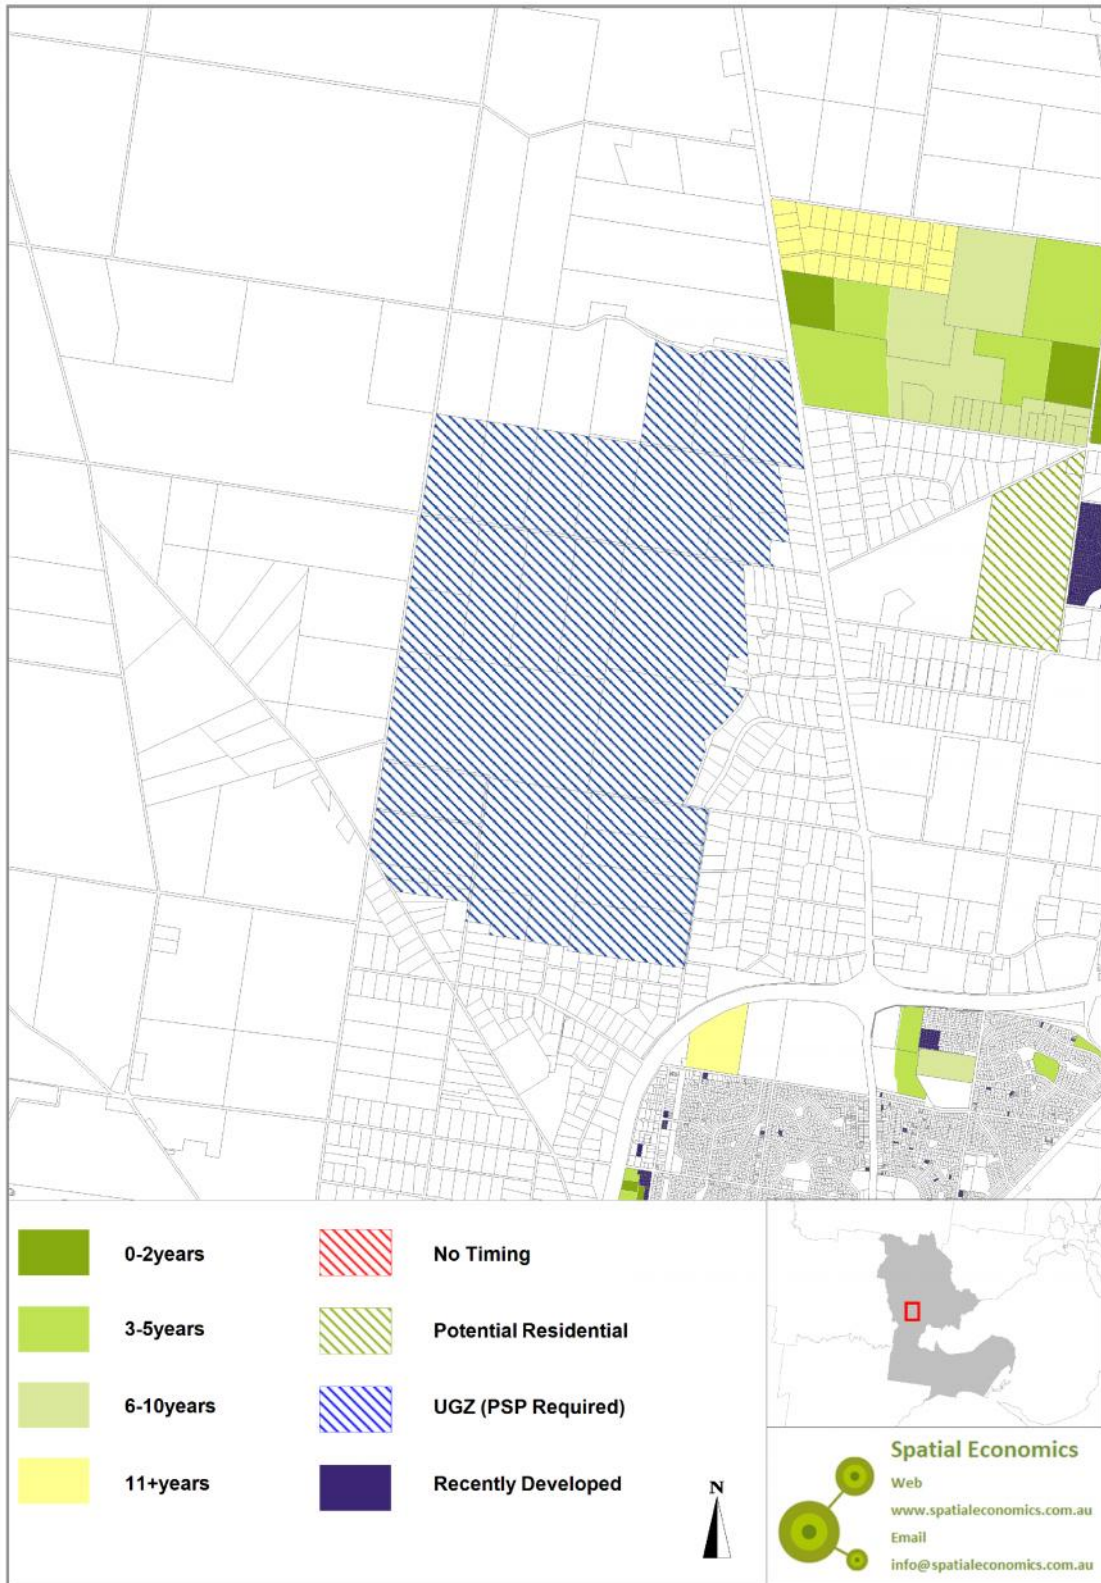 0-2years
3-5years
6-10years
11+years
No Timing
Potential Residential
UGZ (PSP Required)
Recently Developed
N
Spatial Economics
Web
www.spatialeconomics.com.au
Email
info@spatialeconomics.com.au